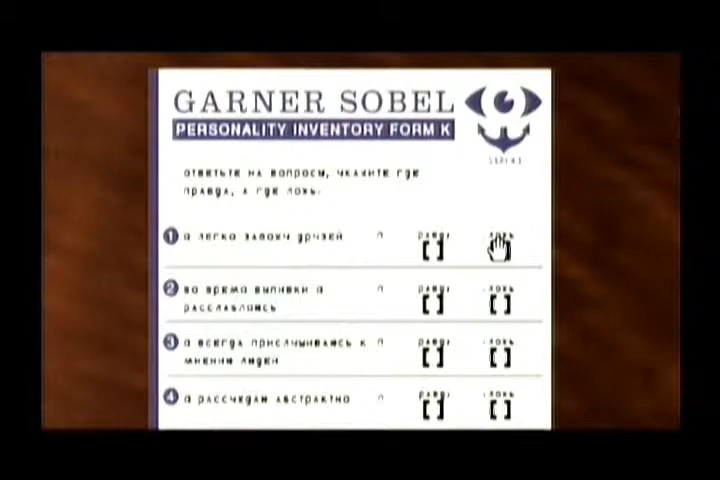 GARNER SOBEL
PERSONALITY INVENTORY FORM K
ответьте на вопросы, укажите где
правда, а где ложь.
1 я легко завожу друзей
2 во время выпивки я
расслабляюсь
3 я всегда прислушиваюсь к
мнению людей
4 я рассуждаю абстрактно